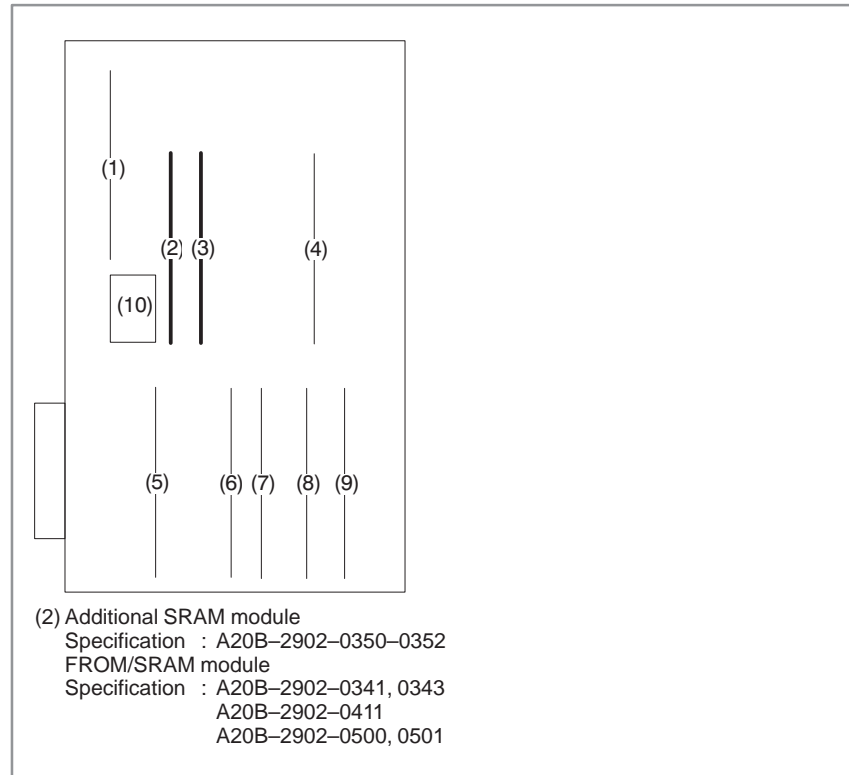 (1)
(2) (3) (4)
(10)
(5) (6) (7) (8) (9)
(2) Additional SRAM module
Specification : A20B–2902–0350–0352
FROM/SRAM module
Specification : A20B–2902–0341, 0343
A20B–2902–0411
A20B–2902–0500, 0501